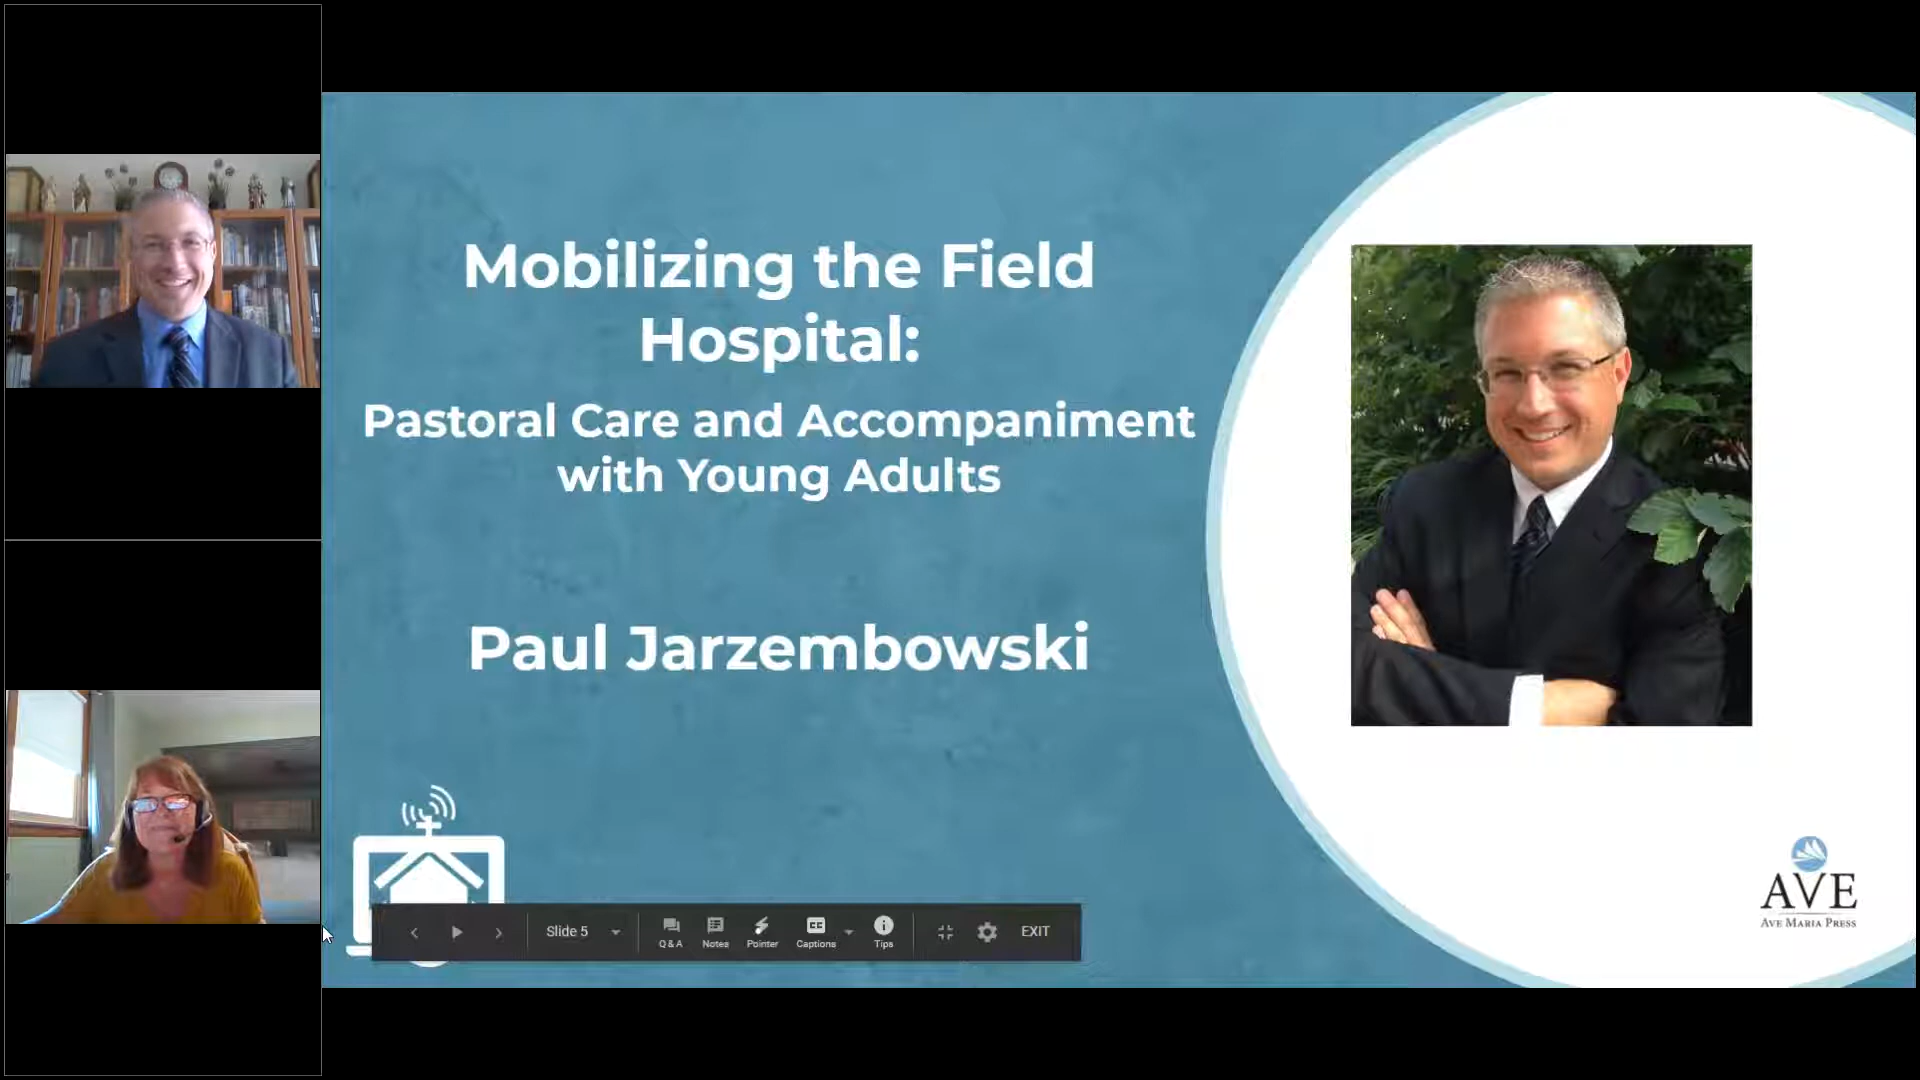 Mobilizing the Field
Hospital:
Pastoral Care and Accompaniment
with Young Adults
Paul Jarzembowski
AVE
AVE MARIA PRESS
Slide 5
Q & A
Notes
Pointer
CC
Captions
Tips
EXIT